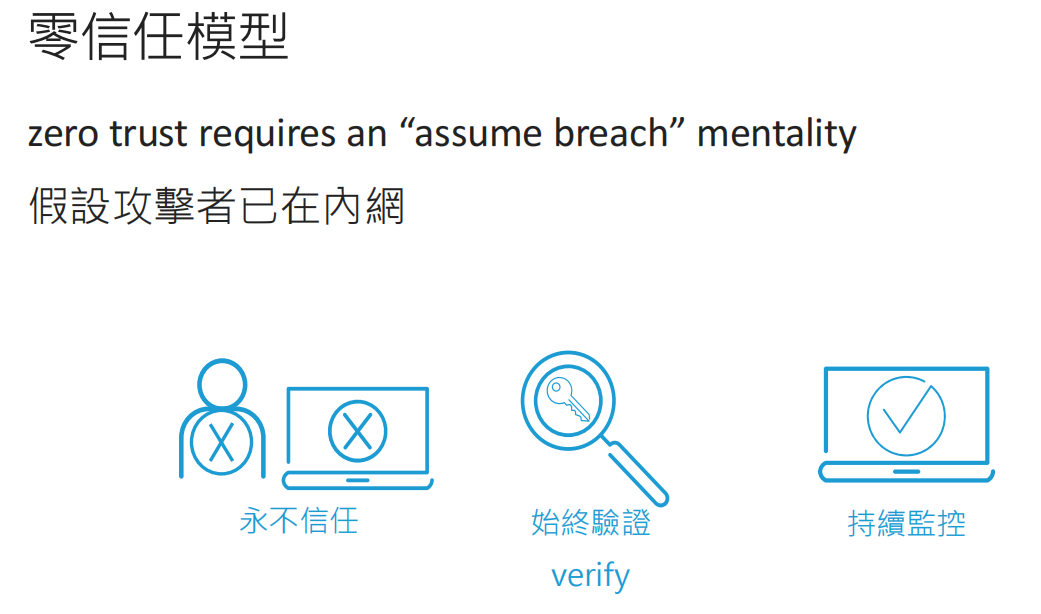 零信任模型
zero trust requires an “assume breach” mentality
假設攻擊者已在內網
永不信任
始終驗證
verify
持續監控